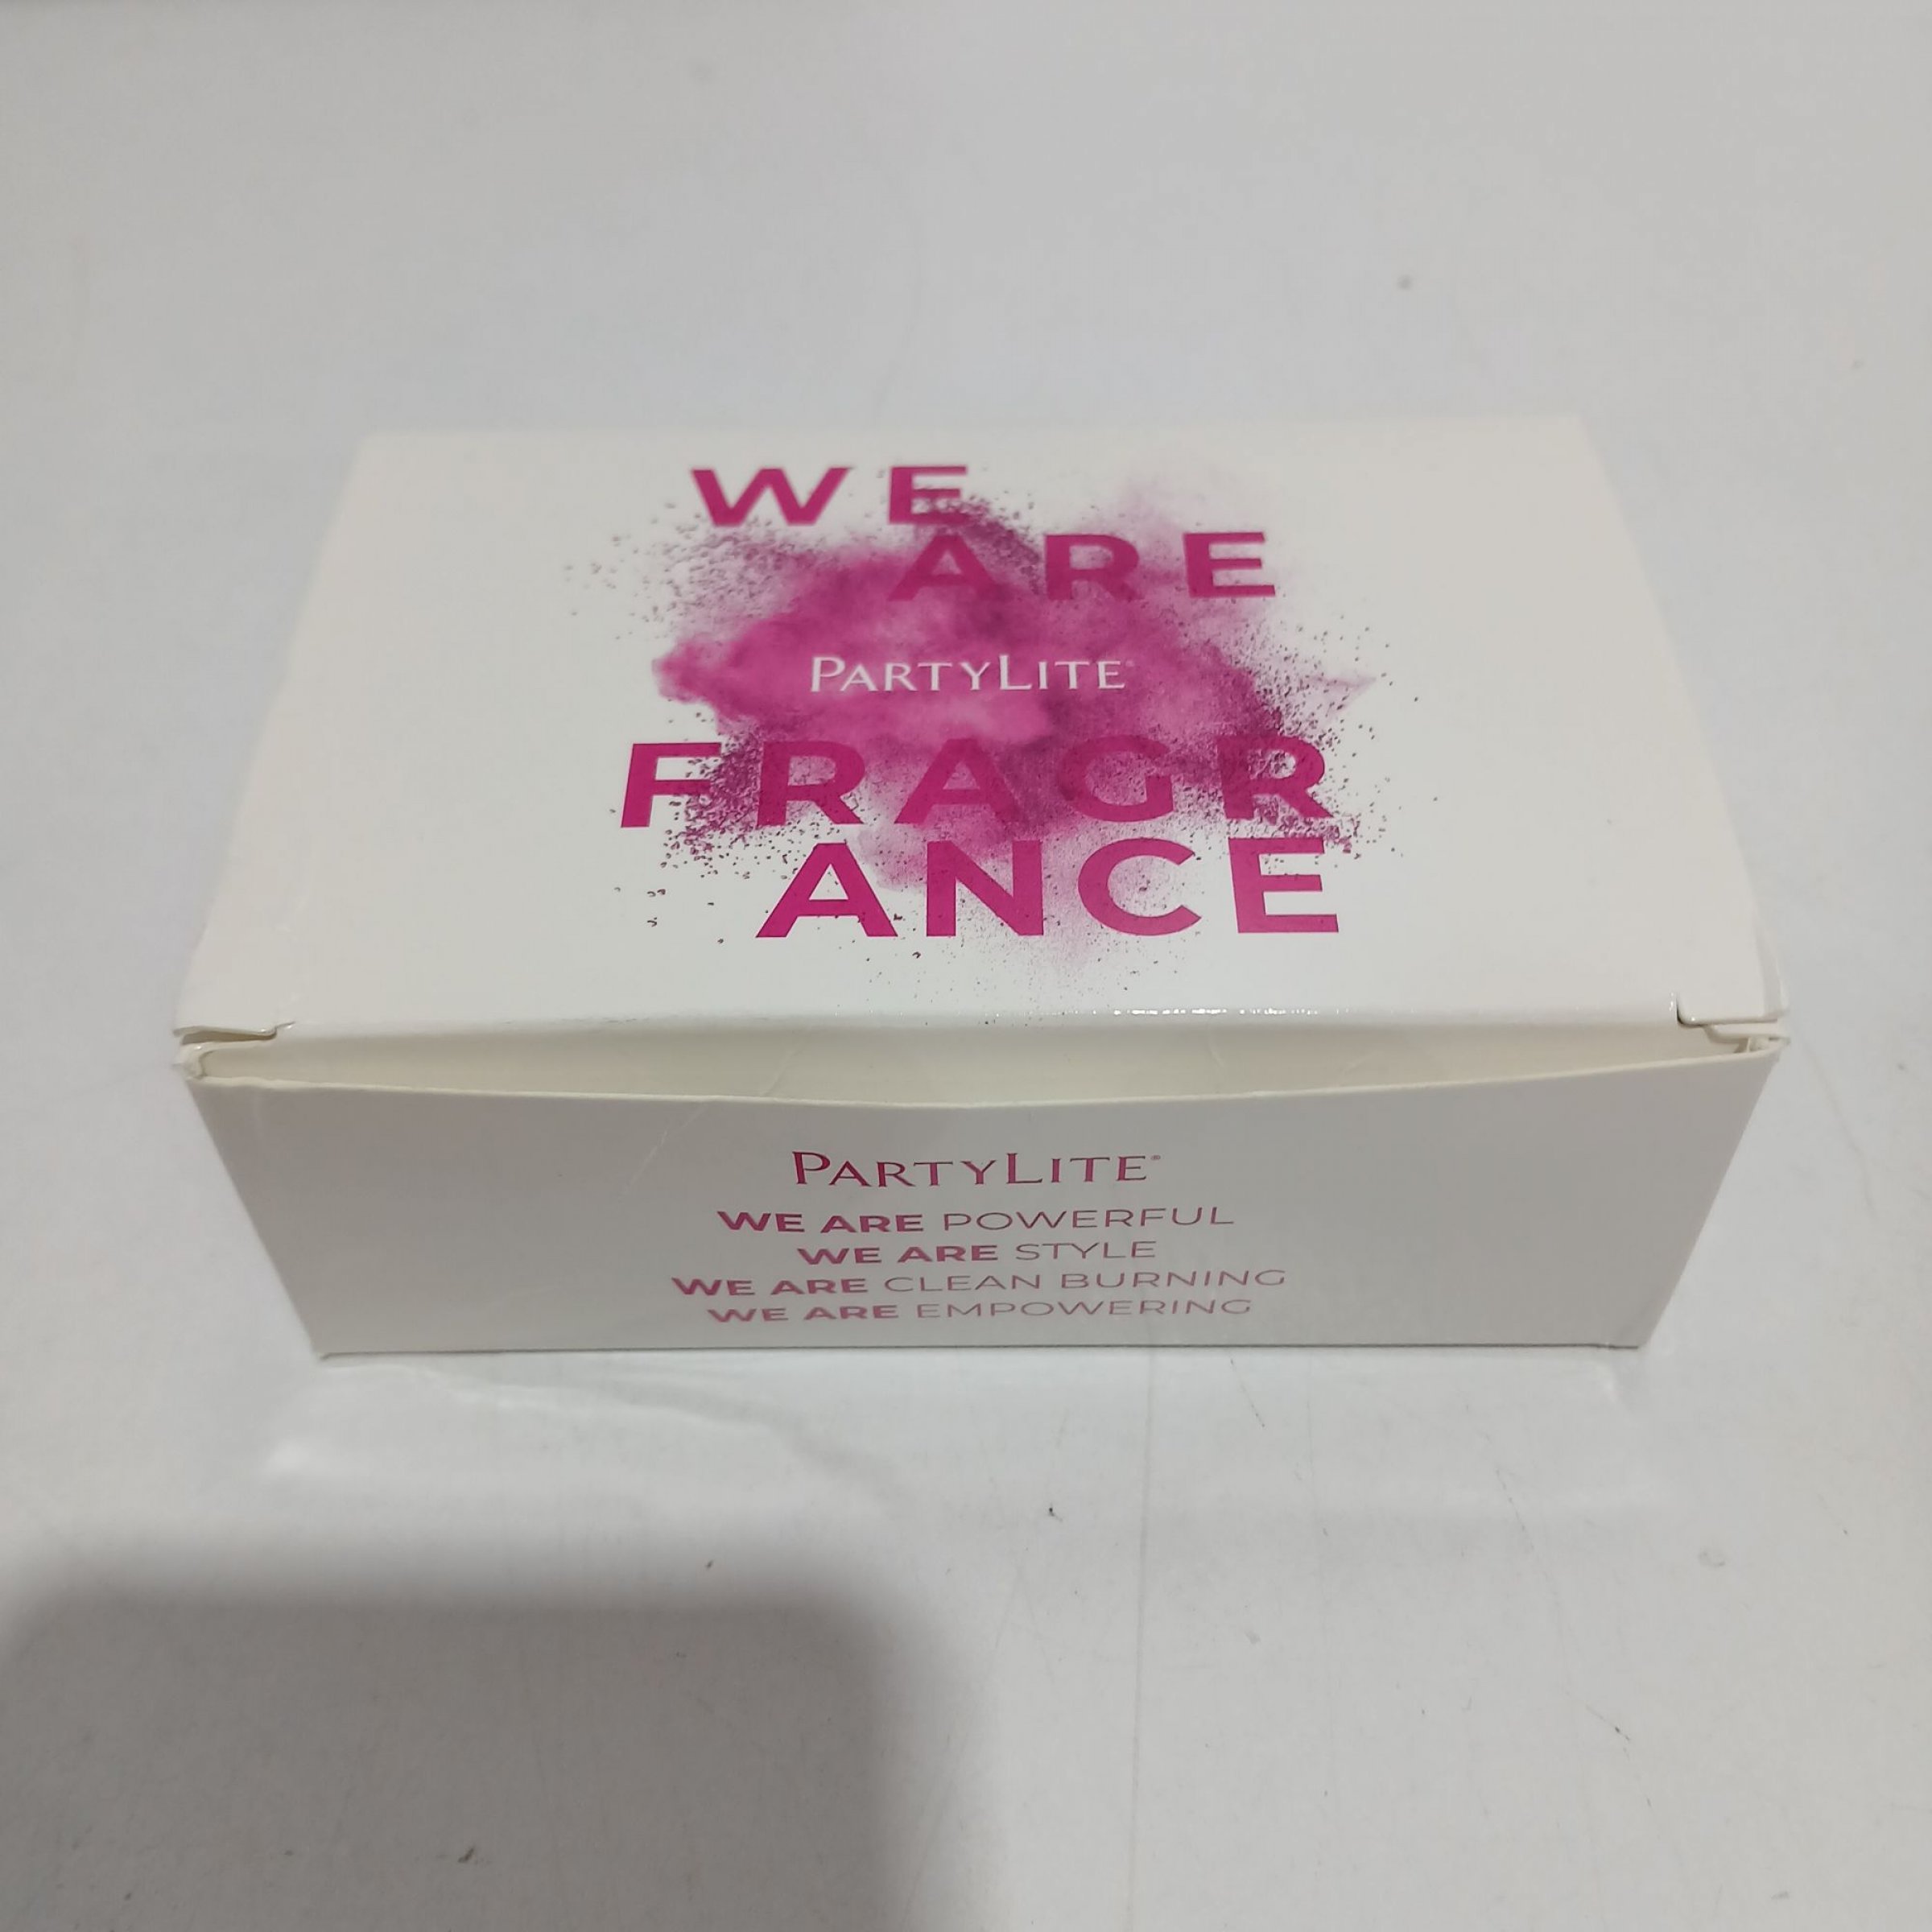 WE
ARE
PARTYLITE®
FRAGR
ANCE
PARTYLITE®
WE ARE POWERFUL
WE ARE STYLE
WE ARE CLEAN BURNING
WE ARE EMPOWERING